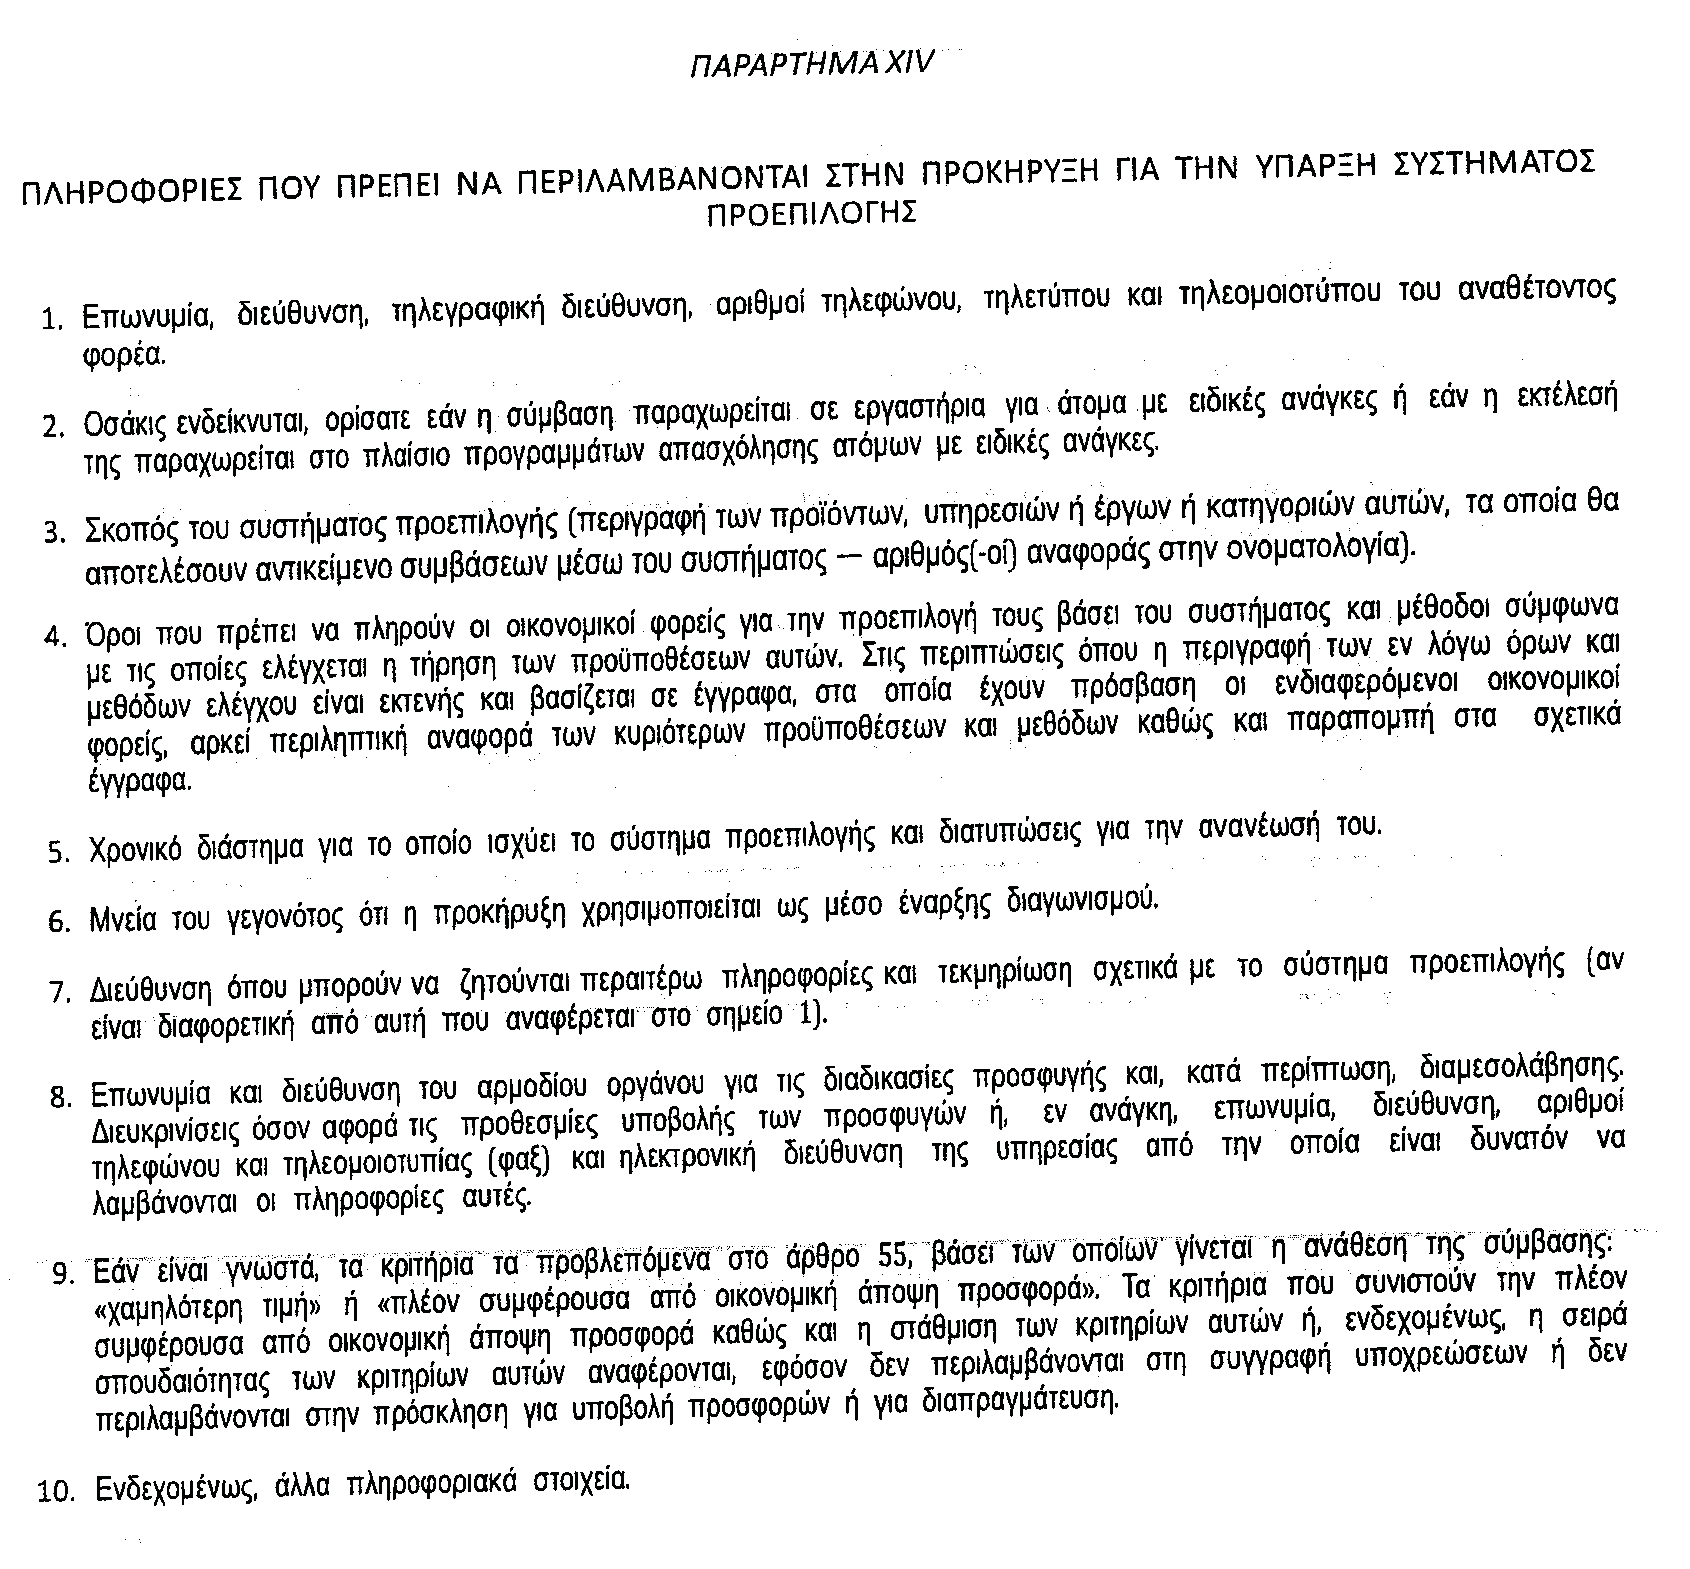 ΠΑΡΑΡΤΗΜΑ XIV
ΠΛΗΡΟΦΟΡΙΕΣ ΠΟΥ ΠΡΕΠΕΙ ΝΑ ΠΕΡΙΛΑΜΒΑΝΟΝΤΑΙ ΣΤΗΝ ΠΡΟΚΗΡΥΞΗ ΓΙΑ ΤΗΝ ΥΠΑΡΞΗ ΣΥΣΤΗΜΑΤΟΣ
ΠΡΟΕΠΙΛΟΓΗΣ
1. Επωνυμία, διεύθυνση, τηλεγραφική διεύθυνση, αριθμοί τηλεφώνου, τηλετύπου και τηλεομοιοτύπου του αναθέτοντος
φορέα.
2. Οσάκις ενδείκνυται, ορίσατε εάν η σύμβαση παραχωρείται σε εργαστήρια για άτομα με ειδικές ανάγκες ή εάν η εκτέλεσή
της παραχωρείται στο πλαίσιο προγραμμάτων απασχόλησης ατόμων με ειδικές ανάγκες.
3. Σκοπός του συστήματος προεπιλογής (περιγραφή των προϊόντων, υπηρεσιών ή έργων ή κατηγοριών αυτών, τα οποία θα
αποτελέσουν αντικείμενο συμβάσεων μέσω του συστήματος — αριθμός(-οί) αναφοράς στην ονοματολογία).
4. Όροι που πρέπει να πληρούν οι οικονομικοί φορείς για την προεπιλογή τους βάσει του συστήματος και μέθοδοι σύμφωνα
με τις οποίες ελέγχεται η τήρηση των προϋποθέσεων αυτών. Στις περιπτώσεις όπου η περιγραφή των εν λόγω όρων και
μεθόδων ελέγχου είναι εκτενής και βασίζεται σε έγγραφα, στα οποία έχουν πρόσβαση οι ενδιαφερόμενοι οικονομικοί
φορείς, αρκεί περιληπτική αναφορά των κυριότερων προϋποθέσεων και μεθόδων καθώς και παραπομπή στα σχετικά
έγγραφα.
5. Χρονικό διάστημα για το οποίο ισχύει το σύστημα προεπιλογής και διατυπώσεις για την ανανέωσή του.
6. Μνεία του γεγονότος ότι η προκήρυξη χρησιμοποιείται ως μέσο έναρξης διαγωνισμού.
7. Διεύθυνση όπου μπορούν να ζητούνται περαιτέρω πληροφορίες και τεκμηρίωση σχετικά με το σύστημα προεπιλογής (αν
είναι διαφορετική από αυτή που αναφέρεται στο σημείο 1).
8. Επωνυμία και διεύθυνση του αρμοδίου οργάνου για τις διαδικασίες προσφυγής και, κατά περίπτωση, διαμεσολάβησης.
Διευκρινίσεις όσον αφορά τις προθεσμίες υποβολής των προσφυγών ή, εν ανάγκη, επωνυμία, διεύθυνση, αριθμοί
τηλεφώνου και τηλεομοιοτυπίας (φαξ) και ηλεκτρονική διεύθυνση της υπηρεσίας από την οποία είναι δυνατόν να
λαμβάνονται οι πληροφορίες αυτές.
9. Εάν είναι γνωστά, τα κριτήρια τα προβλεπόμενα στο άρθρο 55, βάσει των οποίων γίνεται η ανάθεση της σύμβασης:
«χαμηλότερη τιμή» ή «πλέον συμφέρουσα από οικονομική άποψη προσφορά». Τα κριτήρια που συνιστούν την πλέον
συμφέρουσα από οικονομική άποψη προσφορά καθώς και η στάθμιση των κριτηρίων αυτών ή, ενδεχομένως, η σειρά
σπουδαιότητας των κριτηρίων αυτών αναφέρονται, εφόσον δεν περιλαμβάνονται στη συγγραφή υποχρεώσεων ή δεν
περιλαμβάνονται στην πρόσκληση για υποβολή προσφορών ή για διαπραγμάτευση.
10. Ενδεχομένως, άλλα πληροφοριακά στοιχεία.